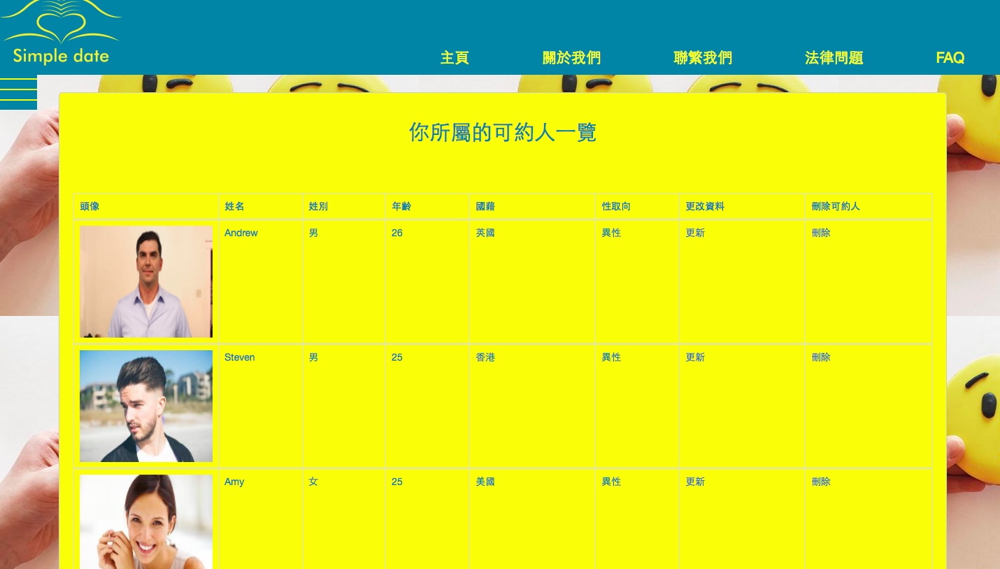 Simple date
主頁 關於我們 聯繫我們 法律問題 FAQ
你所屬的可約人一覽
頭像 姓名 姓別 年齡 國藉 性取向 更改資料 刪除可約人
Andrew 男 26 英國 異性 更新 刪除
Steven 男 25 香港 異性 更新 刪除
Amy 女 25 美國 異性 更新 刪除